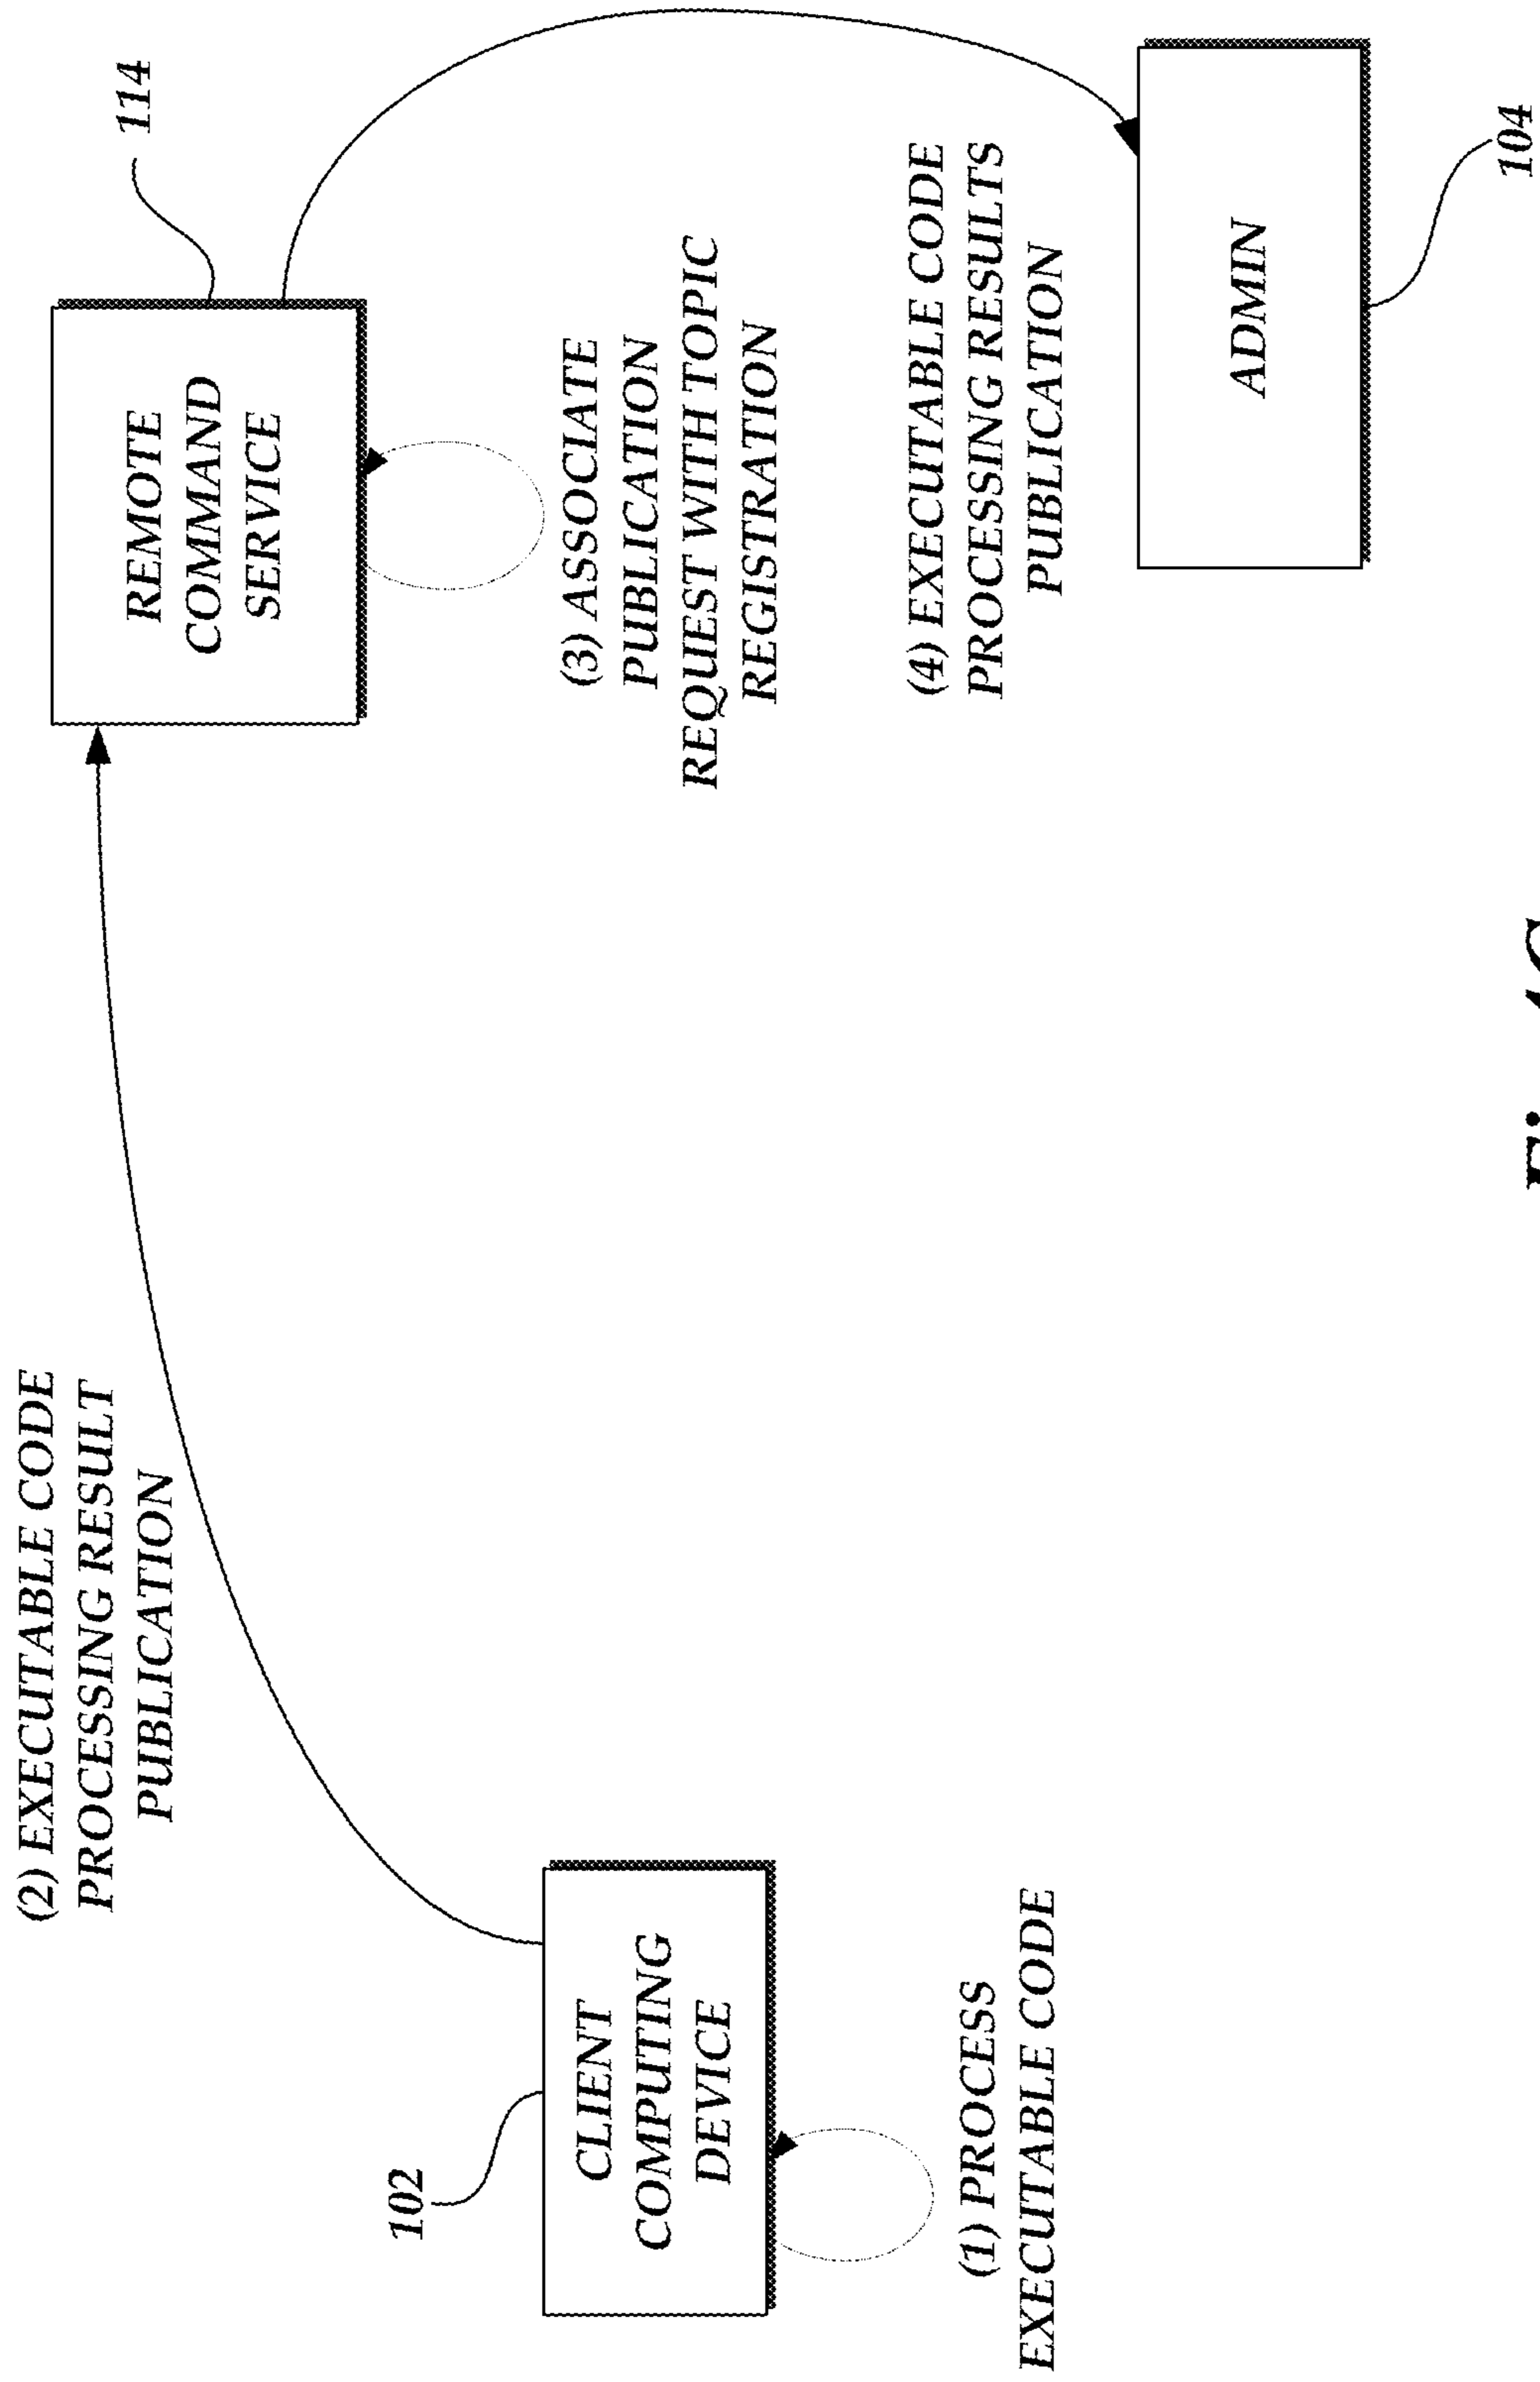 (2) EXECUTABLE CODE
PROCESSING RESULT
PUBLICATION
102
CLIENT
COMPUTING
DEVICE
(1) PROCESS
EXECUTABLE CODE
114
REMOTE
COMMAND
SERVICE
(3) ASSOCIATE
PUBLICATION
REQUEST WITH TOPIC
REGISTRATION
(4) EXECUTABLE CODE
PROCESSING RESULTS
PUBLICATION
ADMIN
104